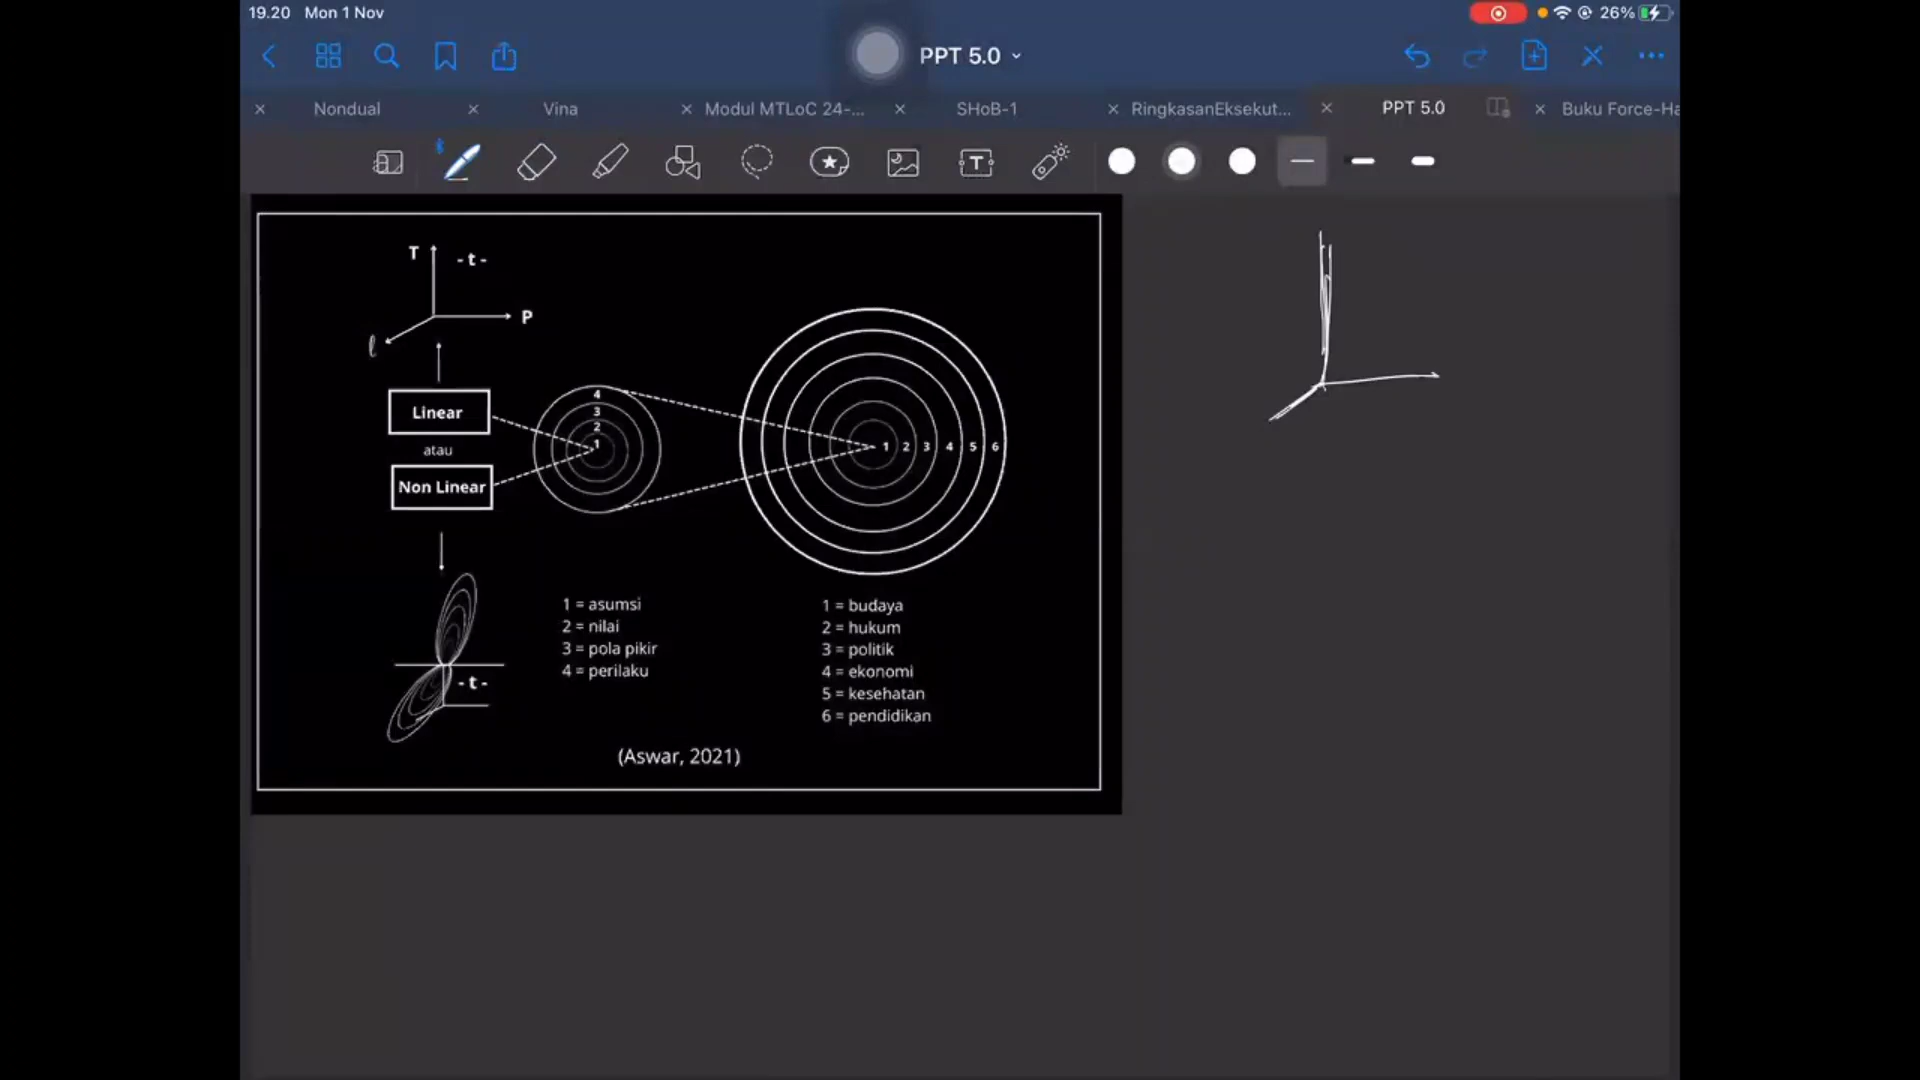 19.20 Mon 1 Nov
26%
PPT 5.0
Nondual
Vina
Modul MTLoC 24-...
SHoB-1
RingkasanEksekut...
PPT 5.0
Buku Force-Ha
T
- t -
P
l
Linear
atau
Non Linear
4
3
2
1
1 2 3 4 5 6
- t -
1 = asumsi
2 = nilai
3 = pola pikir
4 = perilaku
1 = budaya
2 = hukum
3 = politik
4 = ekonomi
5 = kesehatan
6 = pendidikan
(Aswar, 2021)